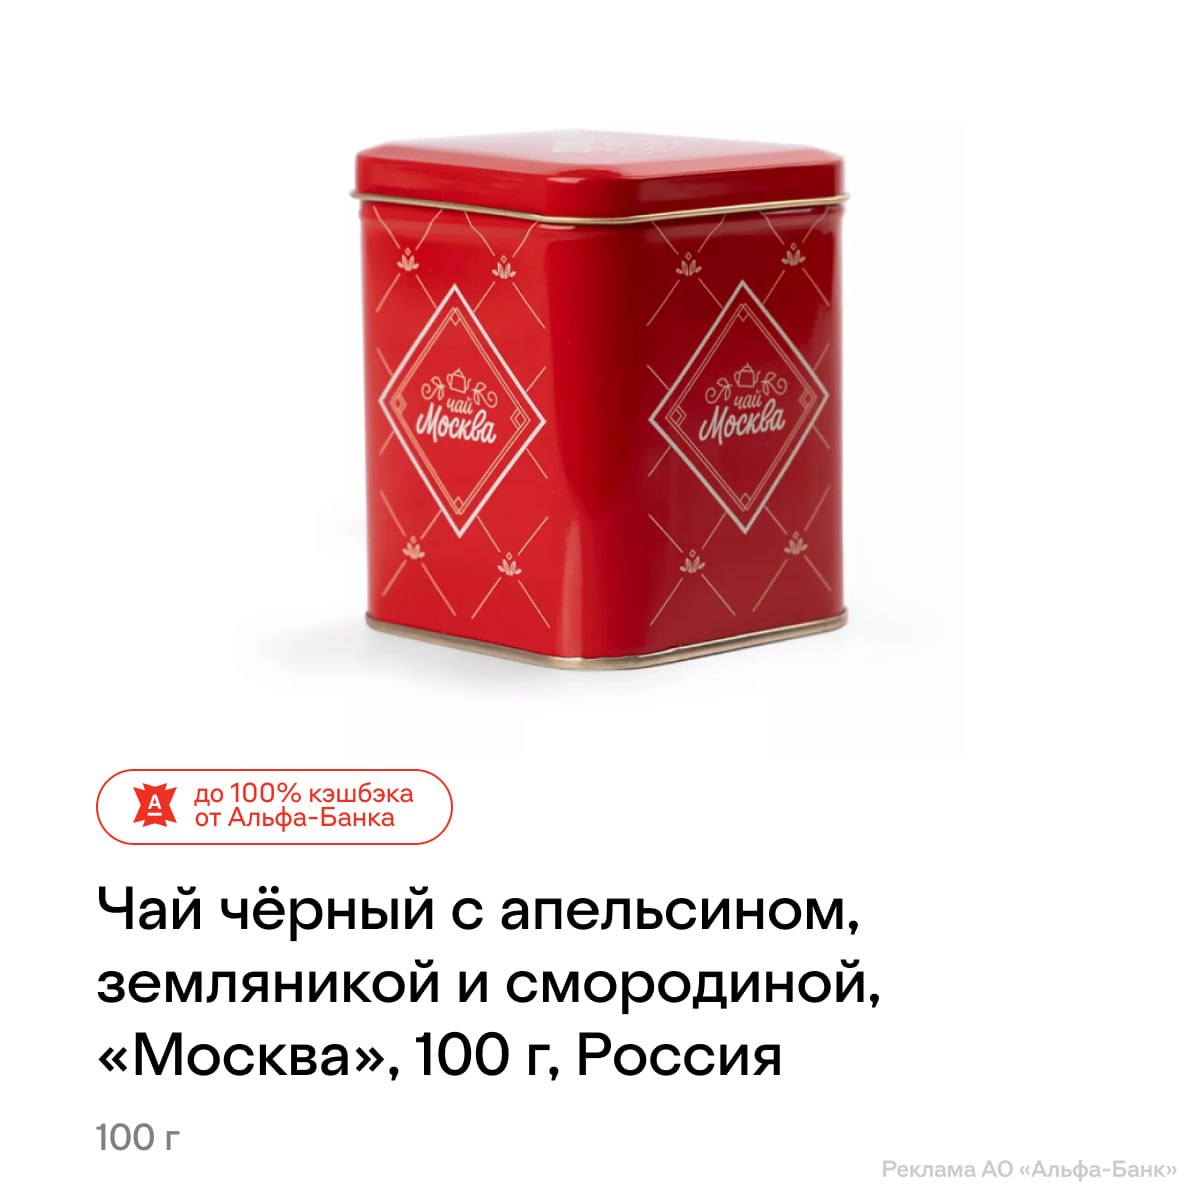 чай
Москва
чай
Москва
А
до 100% кэшбэка
от Альфа-Банка
Чай чёрный с апельсином,
земляникой и смородиной,
«Москва», 100 г, Россия
100 г
Реклама АО «Альфа-Банк»